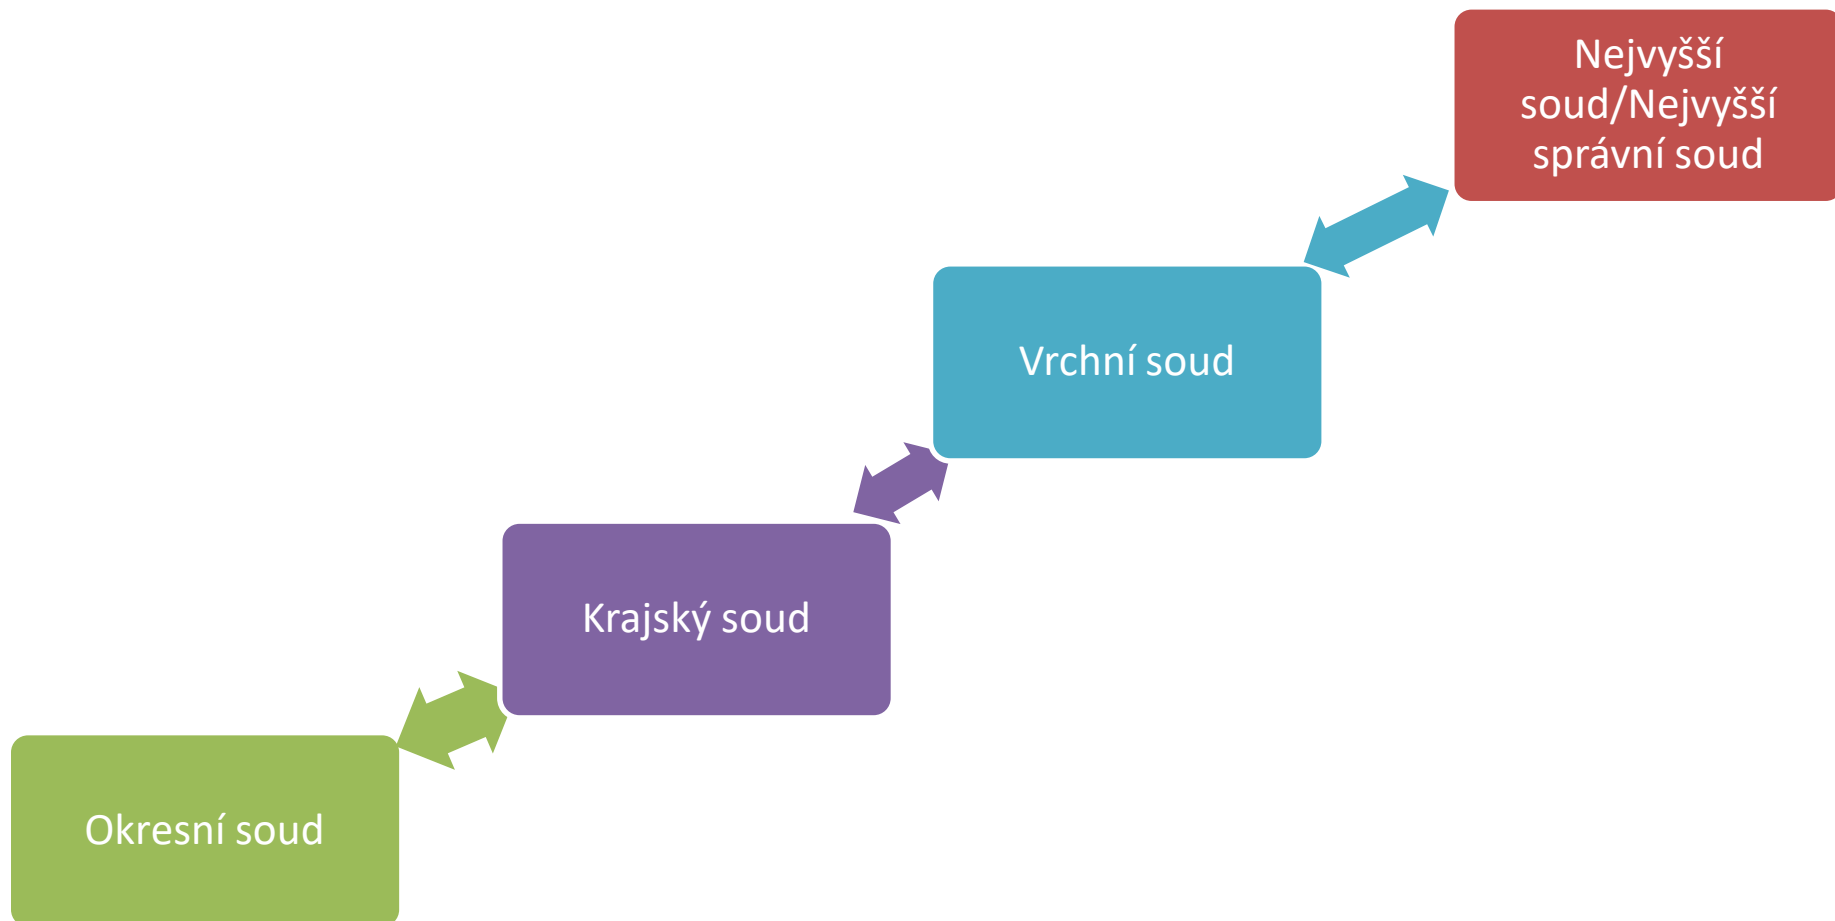 Nejvyšší
soud/Nejvyšší
správní soud
Vrchní soud
Krajský soud
Okresní soud